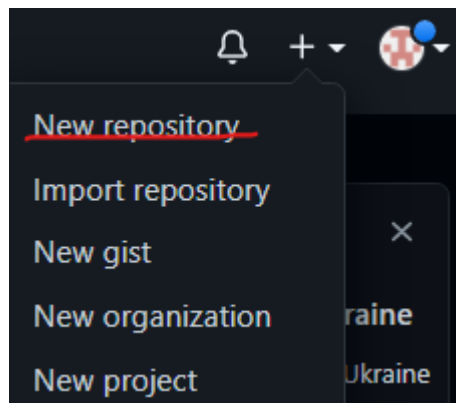 New repository
Import repository
New gist
New organization
raine
New project
Ukraine